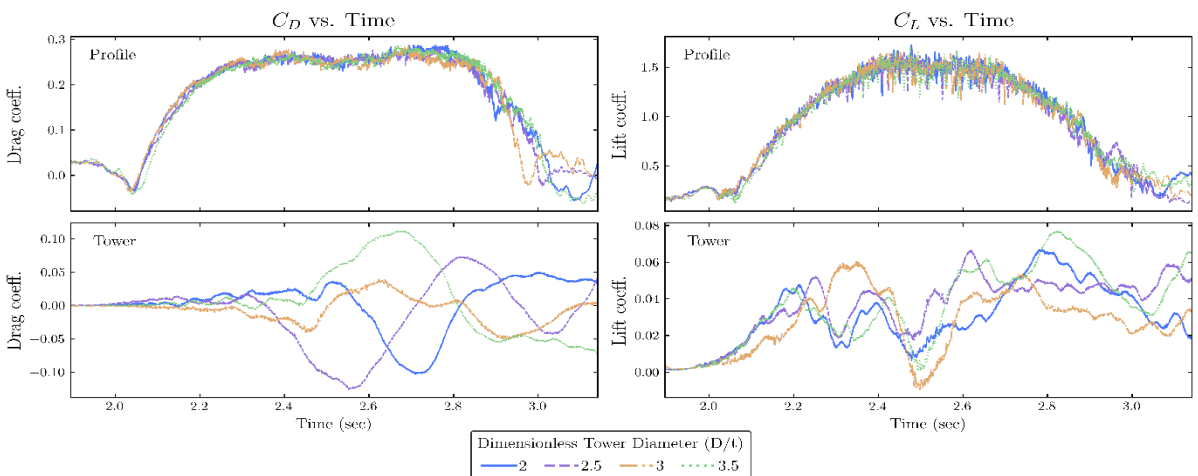 C_D vs. Time
Profile
Drag coeff.
0.3
0.2
0.1
0.0
Tower
Drag coeff.
0.10
0.05
0.00
−0.05
−0.10
2.0 2.2 2.4 2.6 2.8 3.0
Time (sec)
C_L vs. Time
Profile
Lift coeff.
1.5
1.0
0.5
Tower
Lift coeff.
0.08
0.06
0.04
0.02
0.00
2.0 2.2 2.4 2.6 2.8 3.0
Time (sec)
Dimensionless Tower Diameter (D/t)
2 2.5 3 3.5